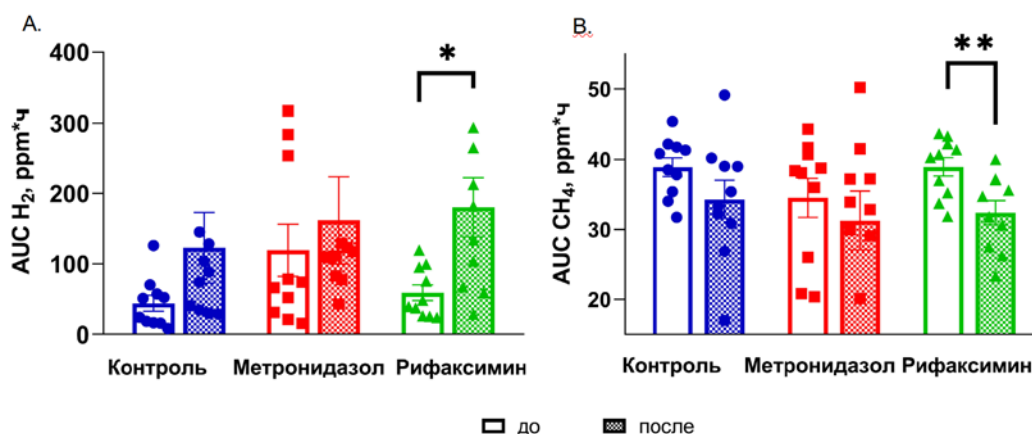 A.
B.
400
300
200
100
0
AUC H₂, ppm*ч
*
Контроль Метронидазол Рифаксимин
50
40
30
20
AUC CH₄, ppm*ч
**
Контроль Метронидазол Рифаксимин
до после